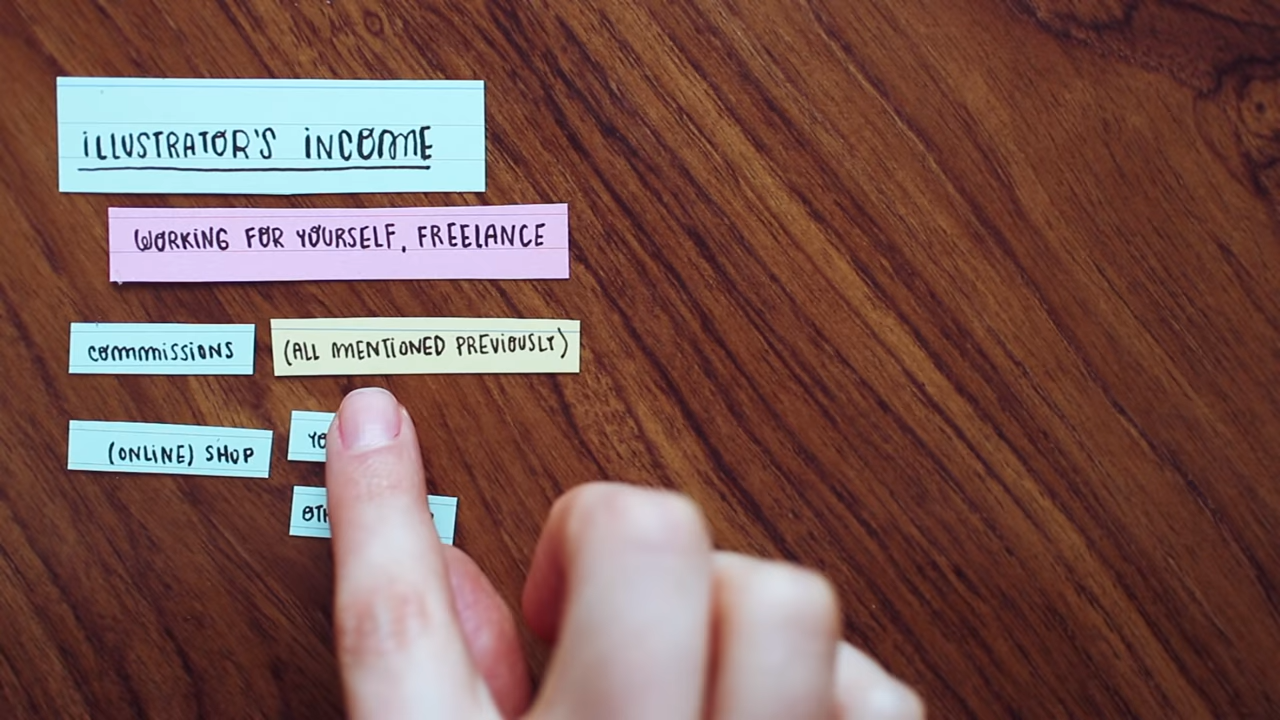 iLLUSTRATOR'S iNCOME
WORKiNG FOR YOURSELF, FREELANCE
COMMiSSiONS
(ALL MENTiONED PREViOUSLY)
(ONLiNE) SHOP